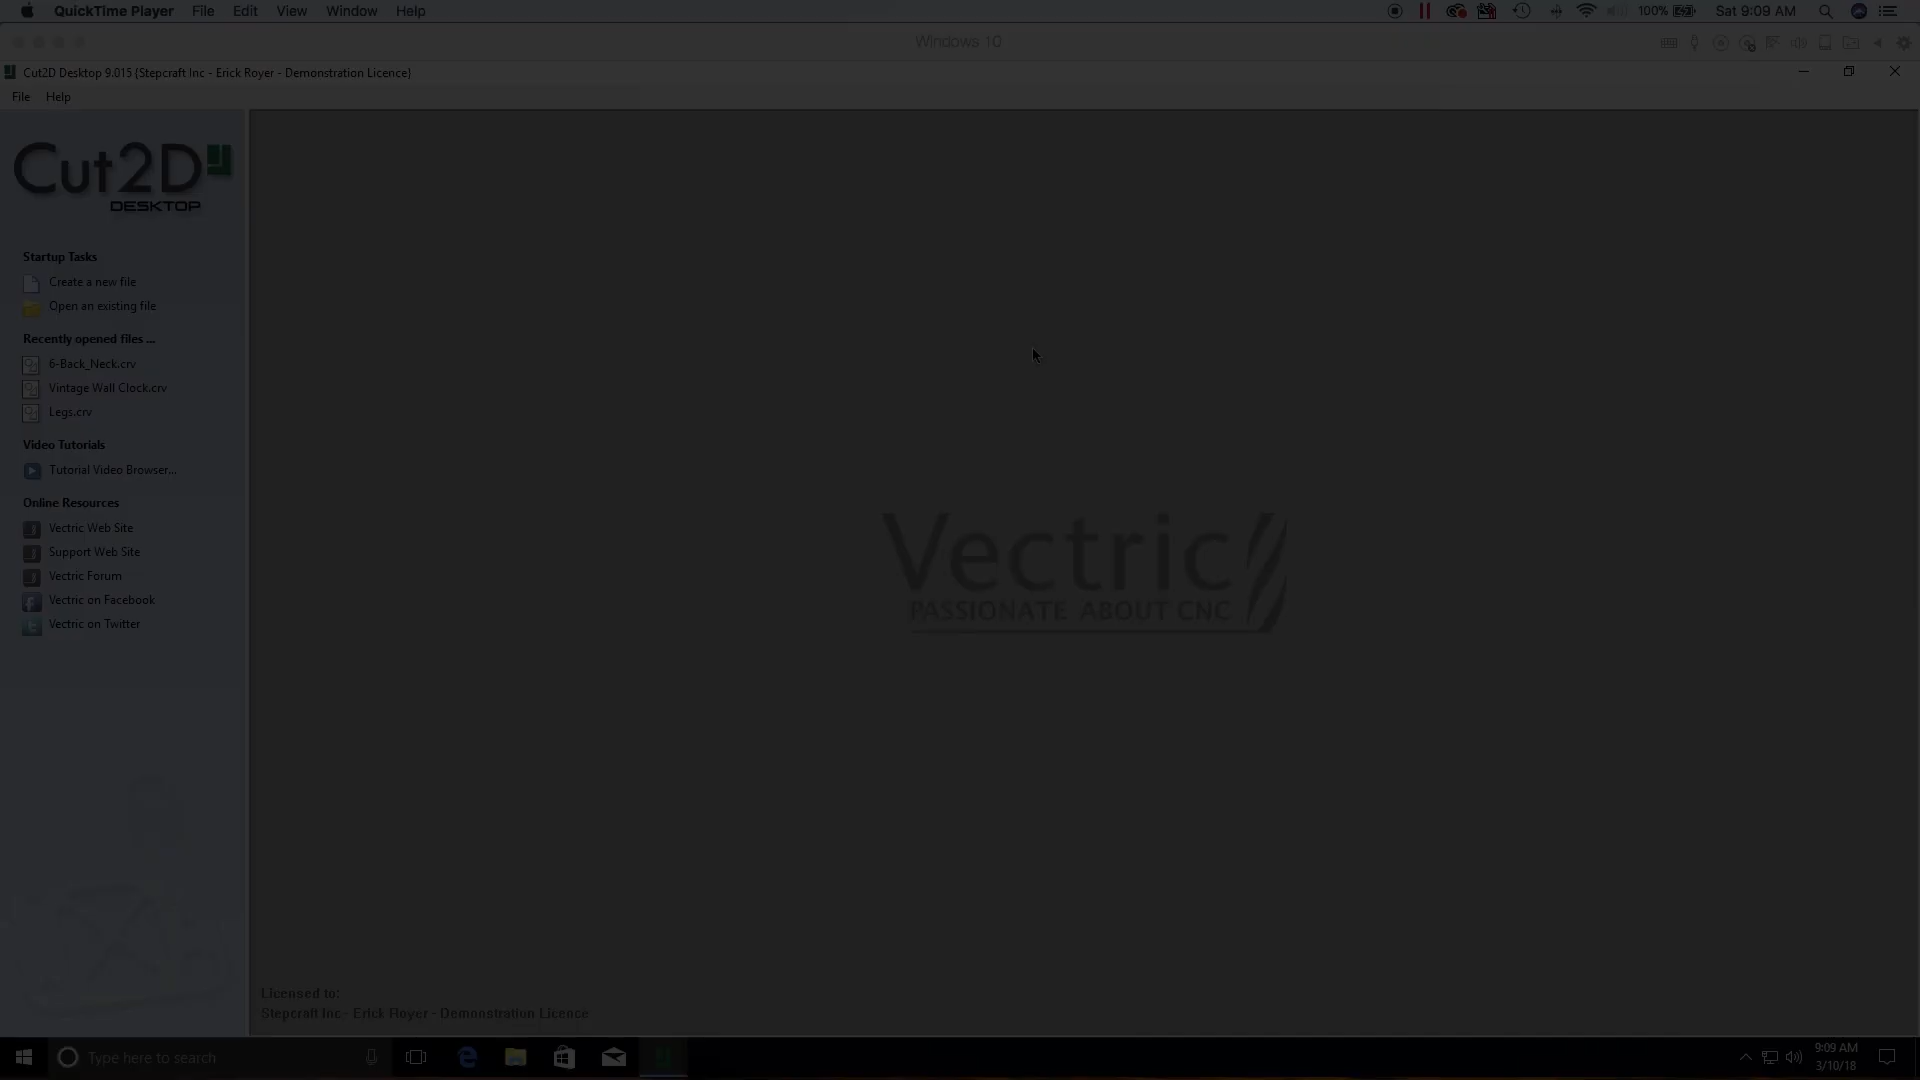 QuickTime Player File Edit View Window Help 100% Sat 9:09 AM
Windows 10
Cut2D Desktop 9.015 {Stepcraft Inc - Erick Royer - Demonstration Licence}
File Help
Cut2D
DESKTOP
Startup Tasks
Create a new file
Open an existing file
Recently opened files ...
6-Back_Neck.crv
Vintage Wall Clock.crv
Legs.crv
Video Tutorials
Tutorial Video Browser...
Online Resources
Vectric Web Site
Support Web Site
Vectric Forum
Vectric on Facebook
Vectric on Twitter
Vectric
PASSIONATE ABOUT CNC
Licensed to:
Stepcraft Inc - Erick Royer - Demonstration Licence
Type here to search
9:09 AM
3/10/18